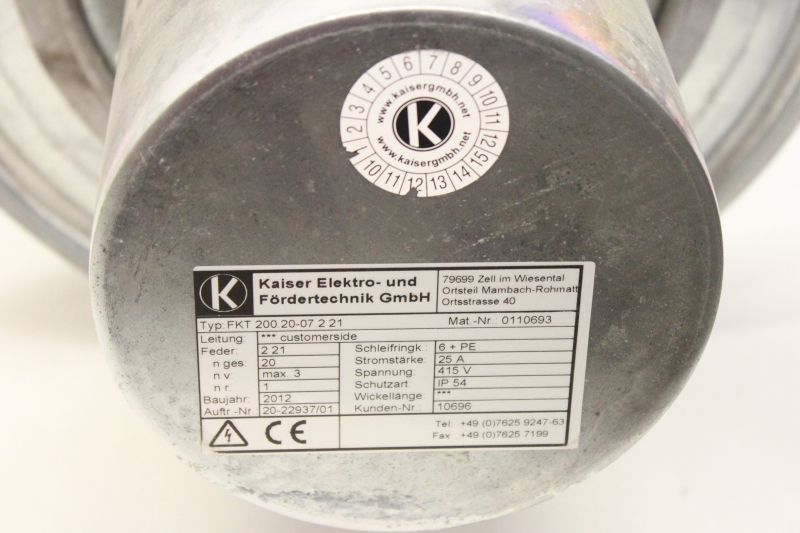 2 3 4 5 6 7 8 9 10 11 12
www.kaisergmbh.net
K
www.kaisergmbh.net
10 11 12 13 14 15
K
Kaiser Elektro- und
Fördertechnik GmbH
79699 Zell im Wiesental
Ortsteil Mambach-Rohmatt
Ortsstrasse 40
Typ: FKT 200 20-07.2 21 Mat.-Nr.: 0110693
Leitung: *** customerside
Feder: 2 21
n ges: 20
n v: max. 3
n r: 1
Baujahr: 2012
Auftr.-Nr 20-22937/01
Schleifringk.: 6 + PE
Stromstärke: 25 A
Spannung: 415 V
Schutzart: IP 54
Wickellänge: ***
Kunden-Nr.: 10696
CE
Tel: +49 (0)7625 9247-63
Fax: +49 (0)7625 7199